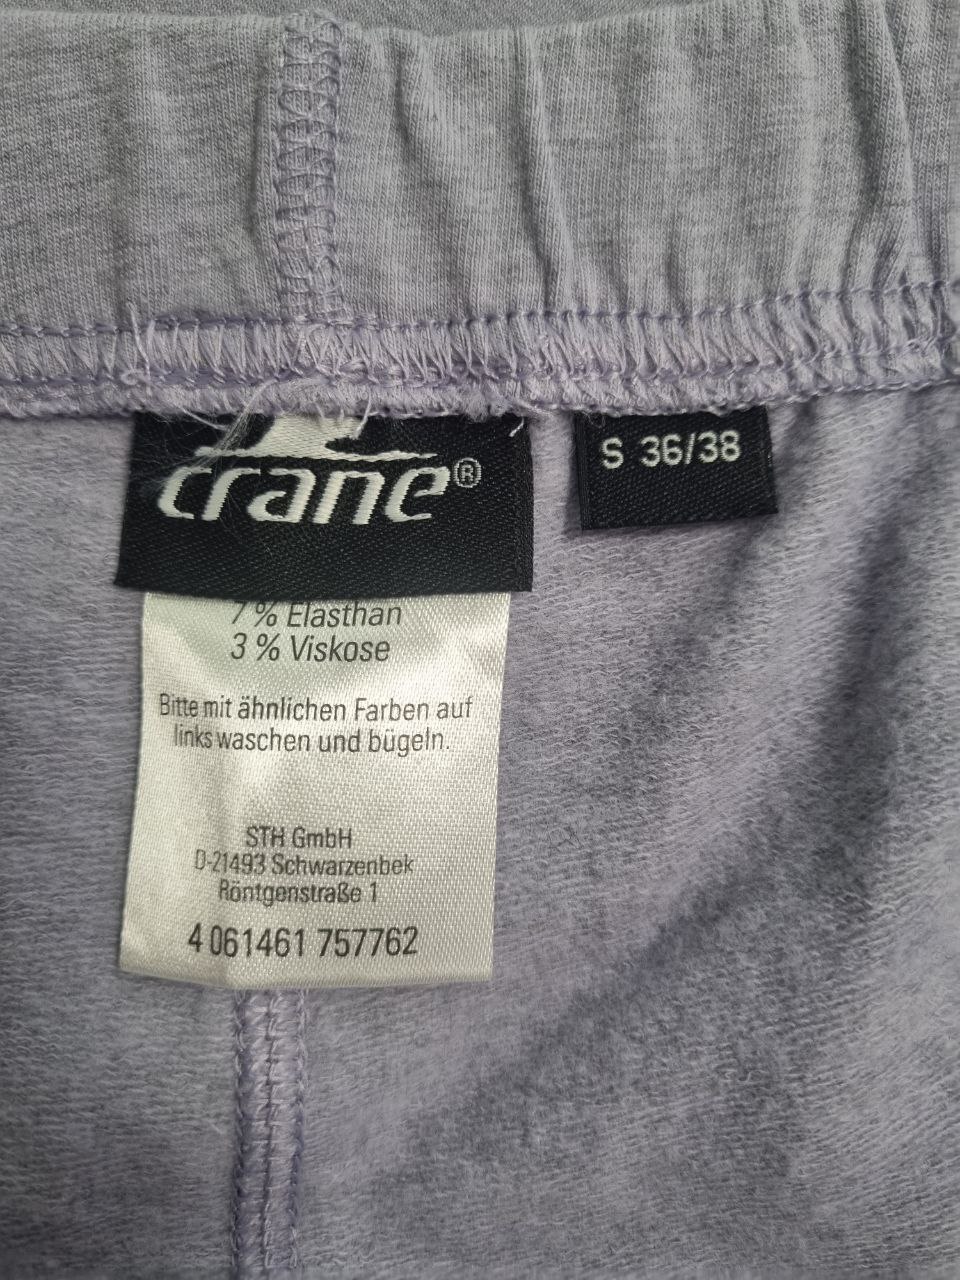 crane®
S 36/38
7 % Elasthan
3 % Viskose
Bitte mit ähnlichen Farben auf
links waschen und bügeln.
STH GmbH
D-21493 Schwarzenbek
Röntgenstraße 1
4 061461 757762